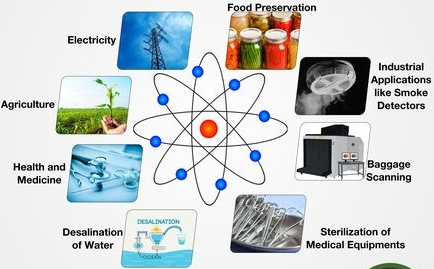 Food Preservation
Electricity
Industrial
Applications
like Smoke
Detectors
Agriculture
Baggage
Scanning
Health and
Medicine
Desalination
of Water
DESALINATION
OCEAN
Sterilization of
Medical Equipments